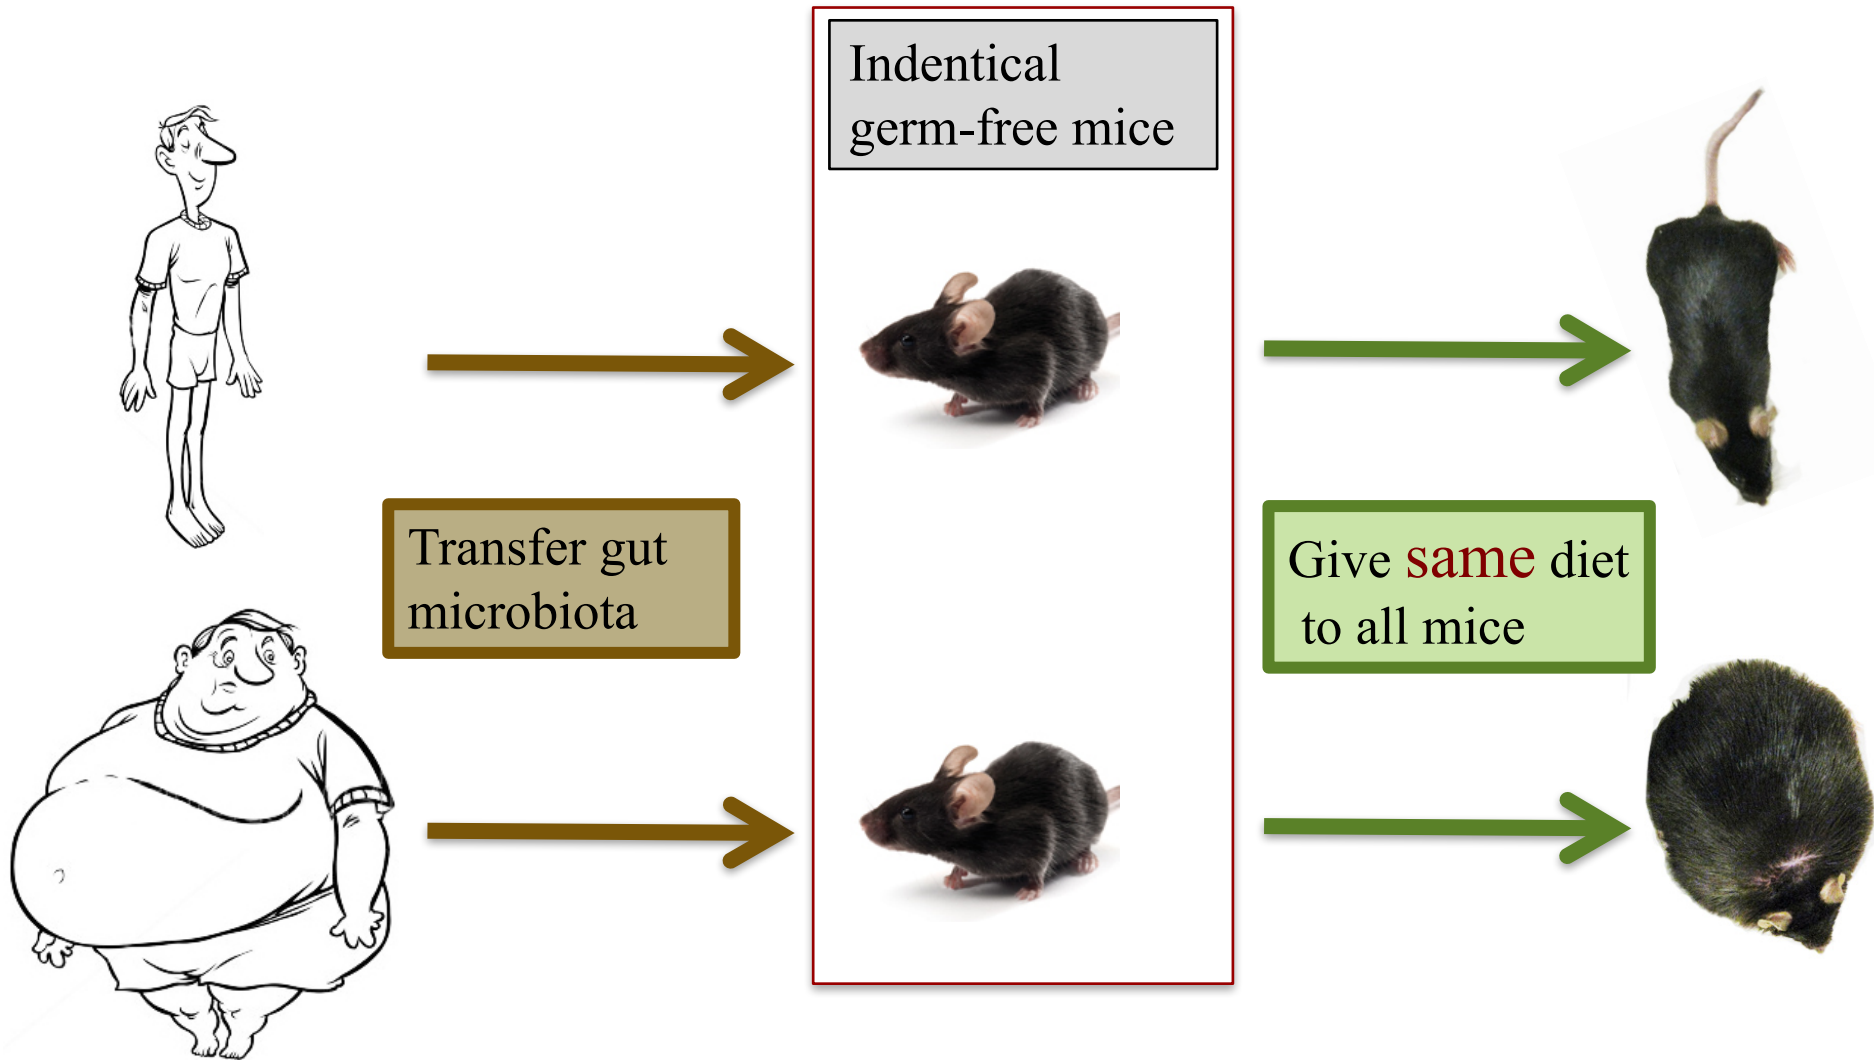 Indentical
germ-free mice
Transfer gut
microbiota
Give same diet
to all mice